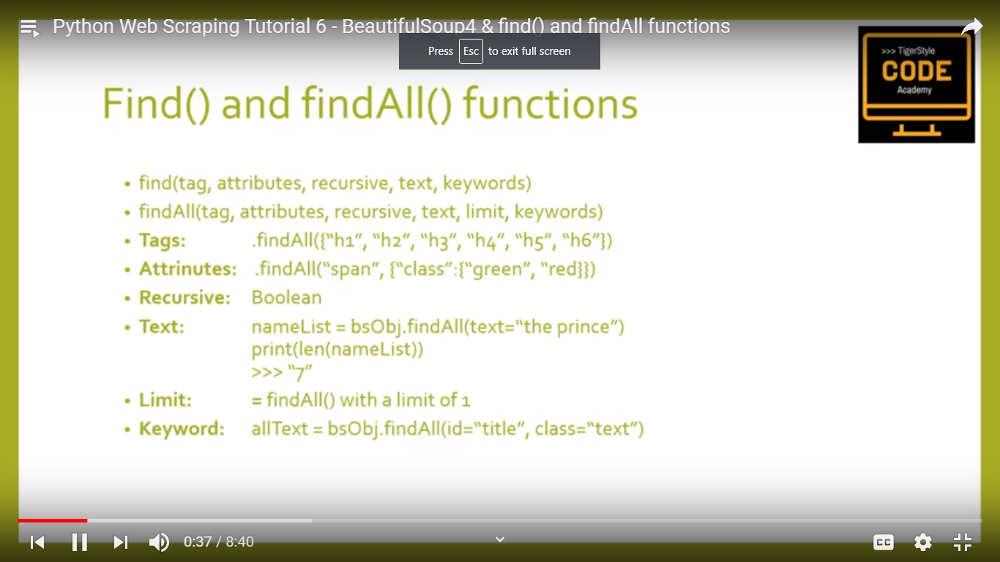 Python Web Scraping Tutorial 6 - BeautifulSoup4 & find() and findAll functions
Press Esc to exit full screen
>>> TigerStyle
CODE
Academy
Find() and findAll() functions
• find(tag, attributes, recursive, text, keywords)
• findAll(tag, attributes, recursive, text, limit, keywords)
• Tags: .findAll({“h1”, “h2”, “h3”, “h4”, “h5”, “h6”})
• Attrinutes: .findAll(“span”, {“class”:{“green”, “red}})
• Recursive: Boolean
• Text: nameList = bsObj.findAll(text=“the prince”)
print(len(nameList))
>>> “7”
• Limit: = findAll() with a limit of 1
• Keyword: allText = bsObj.findAll(id=“title”, class=“text”)
0:37 / 8:40
CC